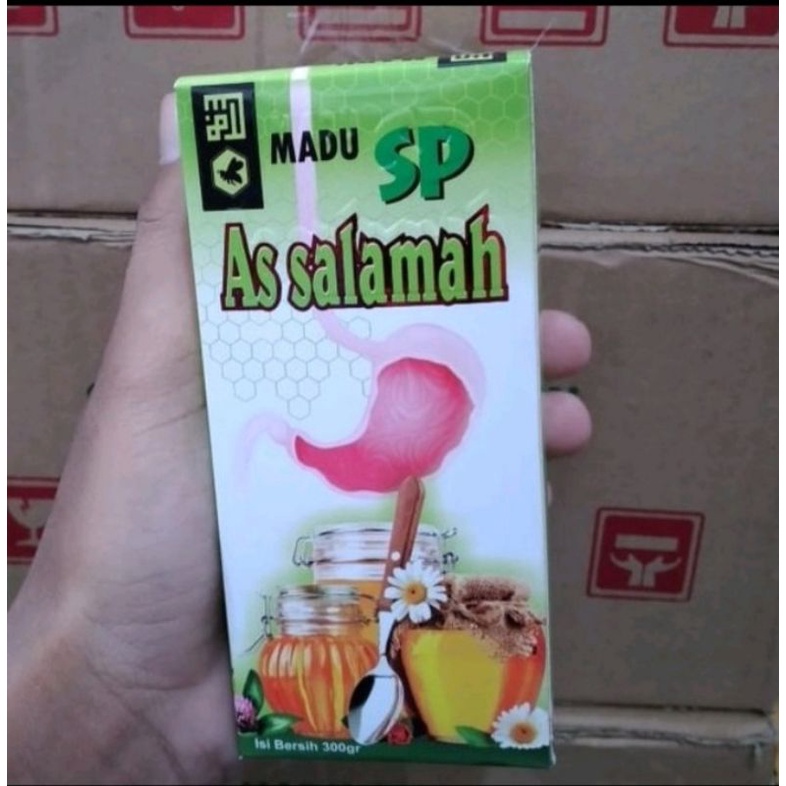 MADU SP
As salamah
Isi Bersih 300gr